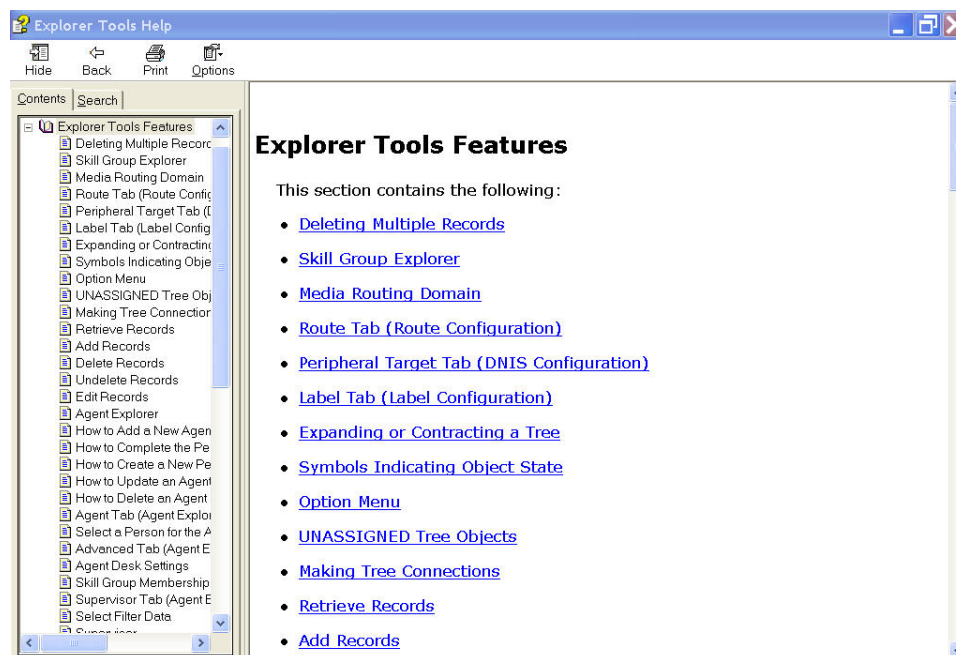 Explorer Tools Help
Hide Back Print Options
Contents Search
Explorer Tools Features
Deleting Multiple Recorc
Skill Group Explorer
Media Routing Domain
Route Tab (Route Config
Peripheral Target Tab (D
Label Tab (Label Config
Expanding or Contracting
Symbols Indicating Obje
Option Menu
UNASSIGNED Tree Obj
Making Tree Connection
Retrieve Records
Add Records
Delete Records
Undelete Records
Edit Records
Agent Explorer
How to Add a New Agen
How to Complete the Pe
How to Create a New Pe
How to Update an Agent
How to Delete an Agent
Agent Tab (Agent Explor
Select a Person for the A
Advanced Tab (Agent E
Agent Desk Settings
Skill Group Membership
Supervisor Tab (Agent E
Select Filter Data
Supervisor
Explorer Tools Features
This section contains the following:
Deleting Multiple Records
Skill Group Explorer
Media Routing Domain
Route Tab (Route Configuration)
Peripheral Target Tab (DNIS Configuration)
Label Tab (Label Configuration)
Expanding or Contracting a Tree
Symbols Indicating Object State
Option Menu
UNASSIGNED Tree Objects
Making Tree Connections
Retrieve Records
Add Records